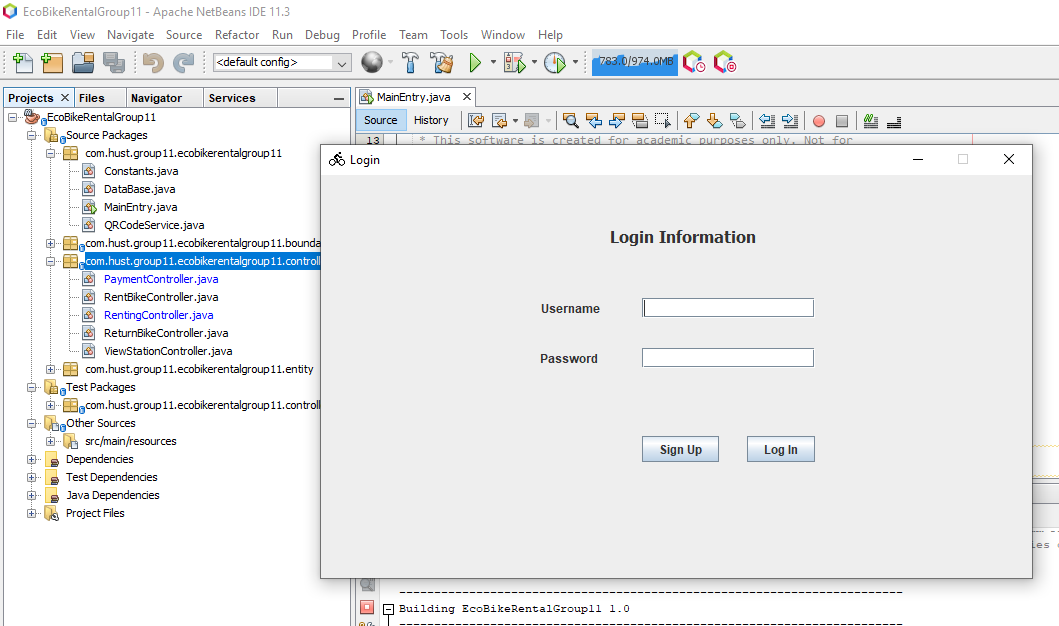 EcoBikeRentalGroup11 - Apache NetBeans IDE 11.3
File Edit View Navigate Source Refactor Run Debug Profile Team Tools Window Help
<default config>
783.0/974.0MB
Projects Files Navigator Services
MainEntry.java
Source History
EcoBikeRentalGroup11
Source Packages
com.hust.group11.ecobikerentalgroup11
Constants.java
DataBase.java
MainEntry.java
QRCodeService.java
com.hust.group11.ecobikerentalgroup11.bounda
com.hust.group11.ecobikerentalgroup11.controll
PaymentController.java
RentBikeController.java
RentingController.java
ReturnBikeController.java
ViewStationController.java
com.hust.group11.ecobikerentalgroup11.entity
Test Packages
com.hust.group11.ecobikerentalgroup11.controll
Other Sources
src/main/resources
Dependencies
Test Dependencies
Java Dependencies
Project Files
13 * This software is created for academic purposes only. Not for
Login
Login Information
Username
Password
Sign Up Log In
Building EcoBikeRentalGroup11 1.0